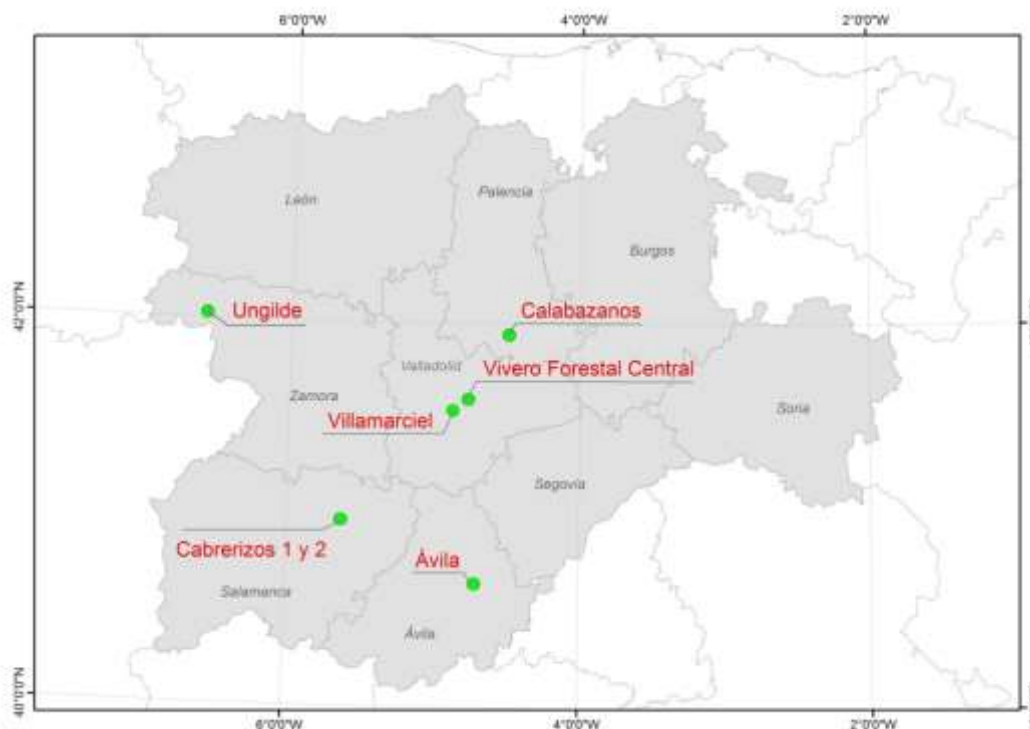 6°0'0"W
4°0'0"W
2°0'0"W
Palencia
León
Burgos
42°0'0"N
Ungilde
Calabazanos
Valladolid
Vivero Forestal Central
Zamora
Villamarciel
Soria
Segovia
Cabrerizos 1 y 2
Ávila
Salamanca
Ávila
40°0'0"N
6°0'0"W
4°0'0"W
2°0'0"W